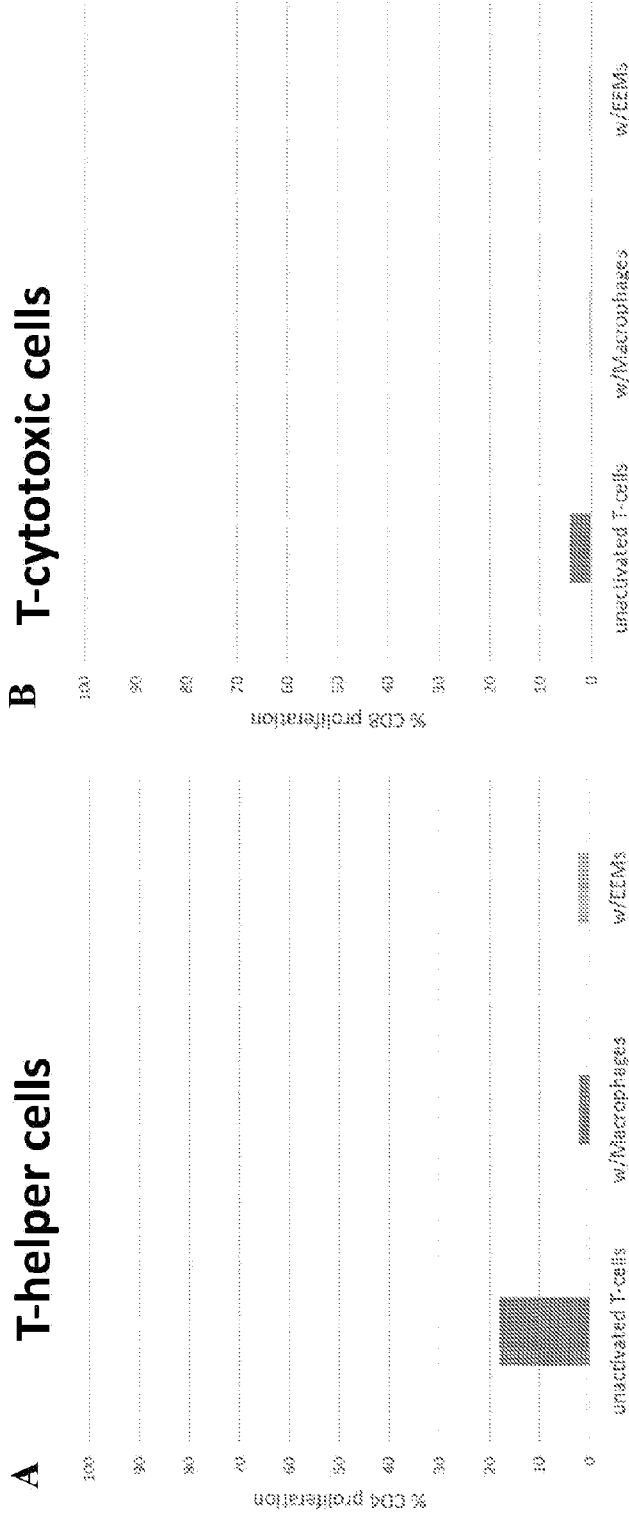 A
T-helper cells
% CD4 proliferation
100
90
80
70
60
50
40
30
20
10
0
unactivated T-cells
w/Macrophages
w/EEMs
B
T-cytotoxic cells
% CD8 proliferation
100
90
80
70
60
50
40
30
20
10
0
unactivated T-cells
w/Macrophages
w/EEMs